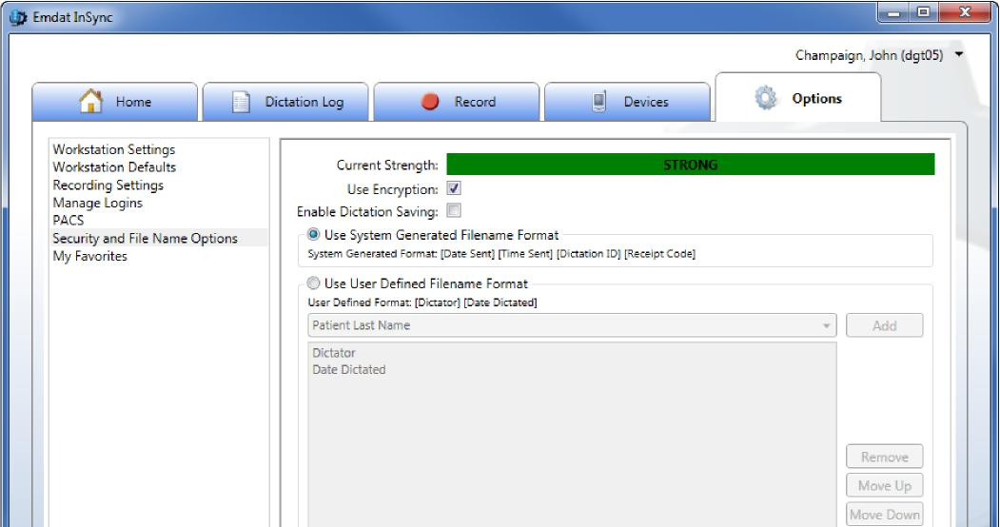 Emdat InSync
Champaign, John (dgt05)
Home
Dictation Log
Record
Devices
Options
Workstation Settings
Workstation Defaults
Recording Settings
Manage Logins
PACS
Security and File Name Options
My Favorites
Current Strength: STRONG
Use Encryption:
Enable Dictation Saving:
Use System Generated Filename Format
System Generated Format: [Date Sent] [Time Sent] [Dictation ID] [Receipt Code]
Use User Defined Filename Format
User Defined Format: [Dictator] [Date Dictated]
Patient Last Name
Add
Dictator
Date Dictated
Remove
Move Up
Move Down